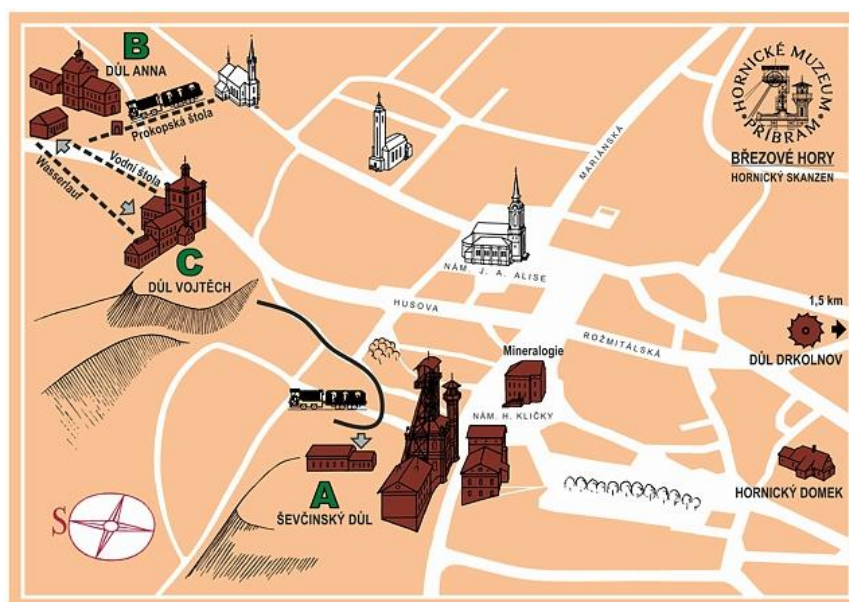 B
DŮL ANNA
Prokopská štola
Vodní štola
Wasserlauf
C
DŮL VOJTĚCH
MARIÁNSKÁ
HORNICKÉ MUZEUM
PŘÍBRAM
BŘEZOVÉ HORY
HORNICKÝ SKANZEN
NÁM. J. A. ALISE
HUSOVA
ROŽMITÁLSKÁ
1,5 km
DŮL DRKOLNOV
Mineralogie
NÁM. H. KLIČKY
A
ŠEVČINSKÝ DŮL
HORNICKÝ DOMEK
S